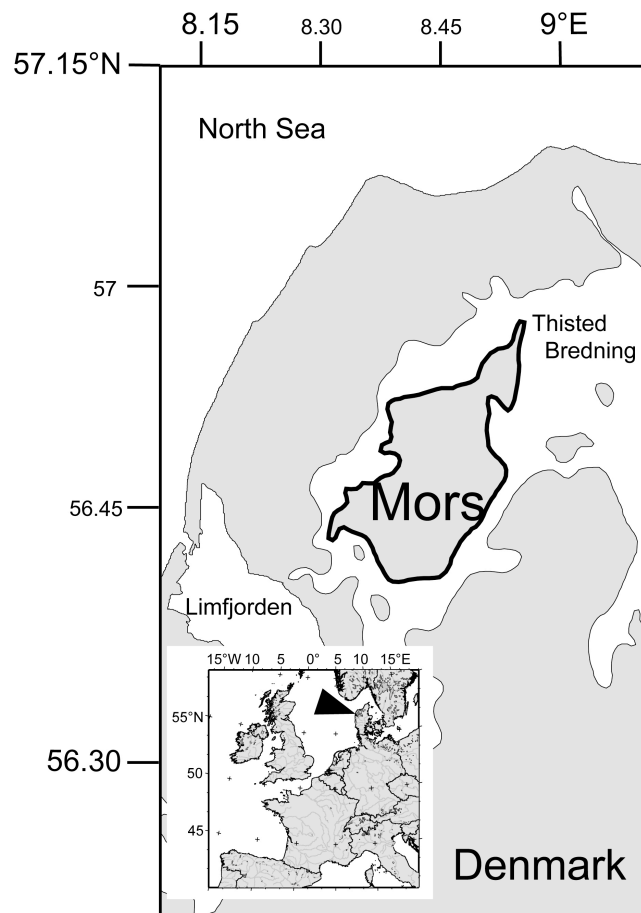 8.15 8.30 8.45 9°E
57.15°N
North Sea
57
Thisted
Bredning
Mors
56.45
Limfjorden
15°W 10 5 0° 5 10 15°E
55°N
56.30
50
45
Denmark